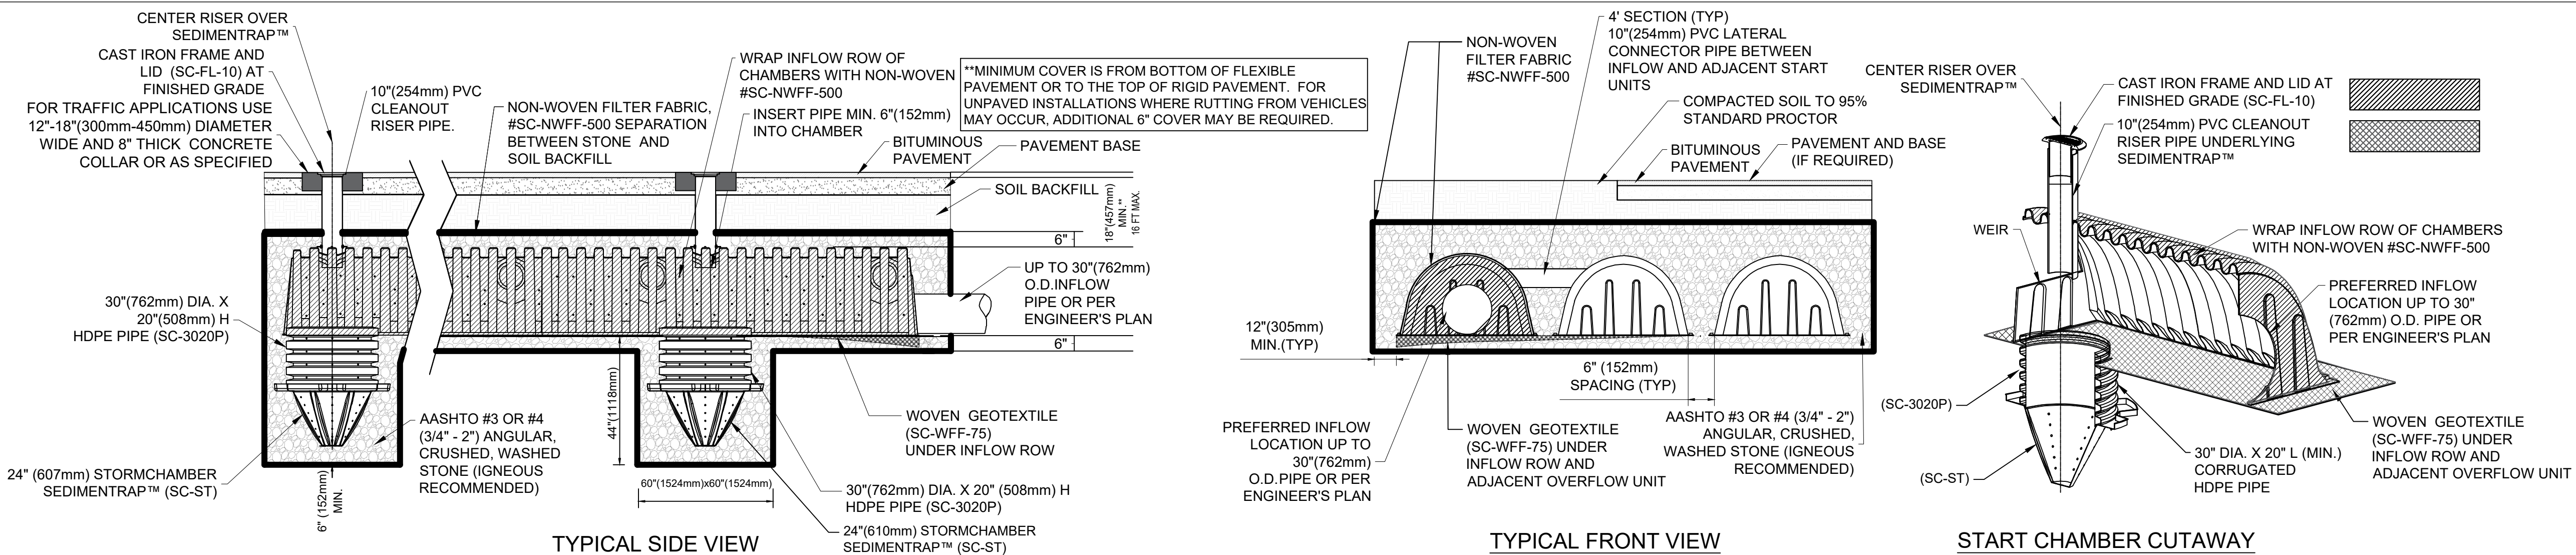 CENTER RISER OVER
SEDIMENTRAP™
CAST IRON FRAME AND
LID (SC-FL-10) AT
FINISHED GRADE
FOR TRAFFIC APPLICATIONS USE
12"-18"(300mm-450mm) DIAMETER
WIDE AND 8" THICK CONCRETE
COLLAR OR AS SPECIFIED
10"(254mm) PVC
CLEANOUT
RISER PIPE.
NON-WOVEN FILTER FABRIC,
#SC-NWFF-500 SEPARATION
BETWEEN STONE AND
SOIL BACKFILL
WRAP INFLOW ROW OF
CHAMBERS WITH NON-WOVEN
#SC-NWFF-500
INSERT PIPE MIN. 6"(152mm)
INTO CHAMBER
**MINIMUM COVER IS FROM BOTTOM OF FLEXIBLE
PAVEMENT OR TO THE TOP OF RIGID PAVEMENT. FOR
UNPAVED INSTALLATIONS WHERE RUTTING FROM VEHICLES
MAY OCCUR, ADDITIONAL 6" COVER MAY BE REQUIRED.
BITUMINOUS
PAVEMENT
PAVEMENT BASE
SOIL BACKFILL
18"(457mm)
MIN.**
16 FT MAX.
6"
UP TO 30"(762mm)
O.D.INFLOW
PIPE OR PER
ENGINEER'S PLAN
6"
30"(762mm) DIA. X
20"(508mm) H
HDPE PIPE (SC-3020P)
24" (607mm) STORMCHAMBER
SEDIMENTRAP™ (SC-ST)
6" (152mm)
MIN.
AASHTO #3 OR #4
(3/4" - 2") ANGULAR,
CRUSHED, WASHED
STONE (IGNEOUS
RECOMMENDED)
44"(1118mm)
60"(1524mm)x60"(1524mm)
WOVEN GEOTEXTILE
(SC-WFF-75)
UNDER INFLOW ROW
30"(762mm) DIA. X 20" (508mm) H
HDPE PIPE (SC-3020P)
24"(610mm) STORMCHAMBER
SEDIMENTRAP™ (SC-ST)
TYPICAL SIDE VIEW
NON-WOVEN
FILTER FABRIC
#SC-NWFF-500
4' SECTION (TYP)
10"(254mm) PVC LATERAL
CONNECTOR PIPE BETWEEN
INFLOW AND ADJACENT START
UNITS
COMPACTED SOIL TO 95%
STANDARD PROCTOR
BITUMINOUS
PAVEMENT
PAVEMENT AND BASE
(IF REQUIRED)
12"(305mm)
MIN.(TYP)
6" (152mm)
SPACING (TYP)
PREFERRED INFLOW
LOCATION UP TO
30"(762mm)
O.D.PIPE OR PER
ENGINEER'S PLAN
WOVEN GEOTEXTILE
(SC-WFF-75) UNDER
INFLOW ROW AND
ADJACENT OVERFLOW UNIT
AASHTO #3 OR #4 (3/4" - 2")
ANGULAR, CRUSHED,
WASHED STONE (IGNEOUS
RECOMMENDED)
TYPICAL FRONT VIEW
CENTER RISER OVER
SEDIMENTRAP™
CAST IRON FRAME AND LID AT
FINISHED GRADE (SC-FL-10)
10"(254mm) PVC CLEANOUT
RISER PIPE UNDERLYING
SEDIMENTRAP™
WEIR
WRAP INFLOW ROW OF CHAMBERS
WITH NON-WOVEN #SC-NWFF-500
PREFERRED INFLOW
LOCATION UP TO 30"
(762mm) O.D. PIPE OR
PER ENGINEER'S PLAN
(SC-3020P)
(SC-ST)
30" DIA. X 20" L (MIN.)
CORRUGATED
HDPE PIPE
WOVEN GEOTEXTILE
(SC-WFF-75) UNDER
INFLOW ROW AND
ADJACENT OVERFLOW UNIT
START CHAMBER CUTAWAY